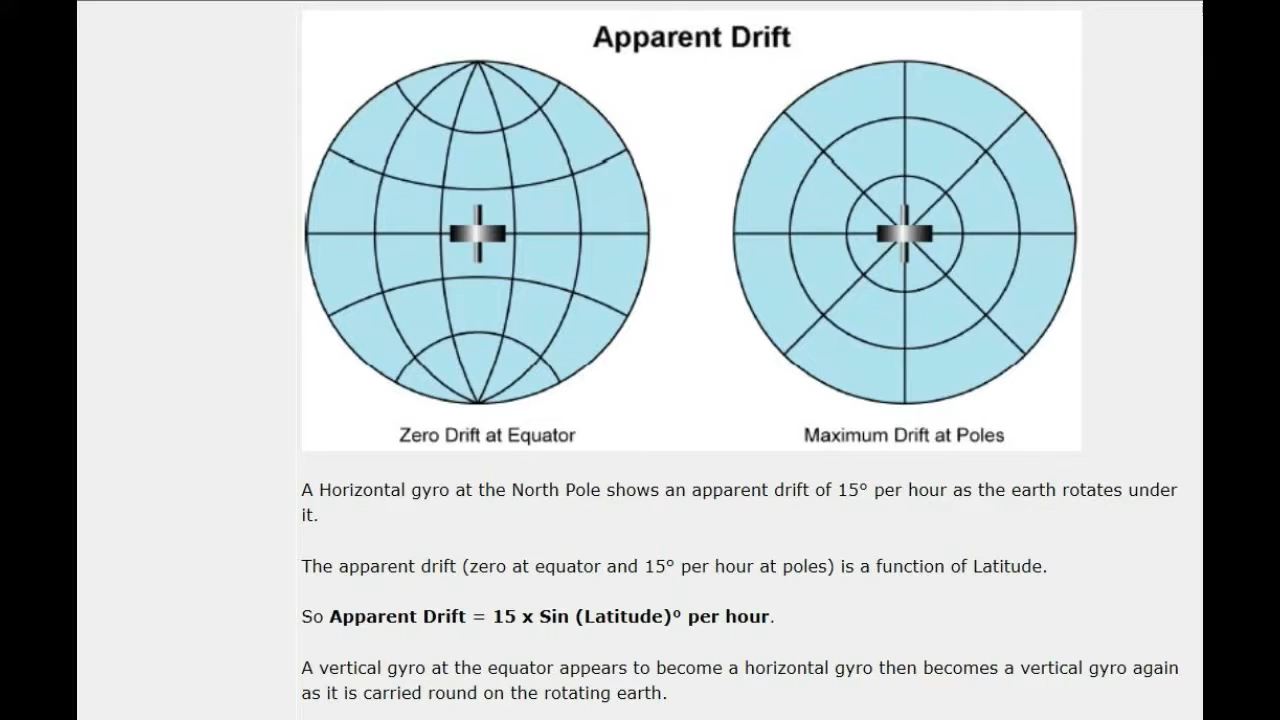 Apparent Drift
Zero Drift at Equator
Maximum Drift at Poles
A Horizontal gyro at the North Pole shows an apparent drift of 15° per hour as the earth rotates under
it.
The apparent drift (zero at equator and 15° per hour at poles) is a function of Latitude.
So Apparent Drift = 15 x Sin (Latitude)º per hour.
A vertical gyro at the equator appears to become a horizontal gyro then becomes a vertical gyro again
as it is carried round on the rotating earth.